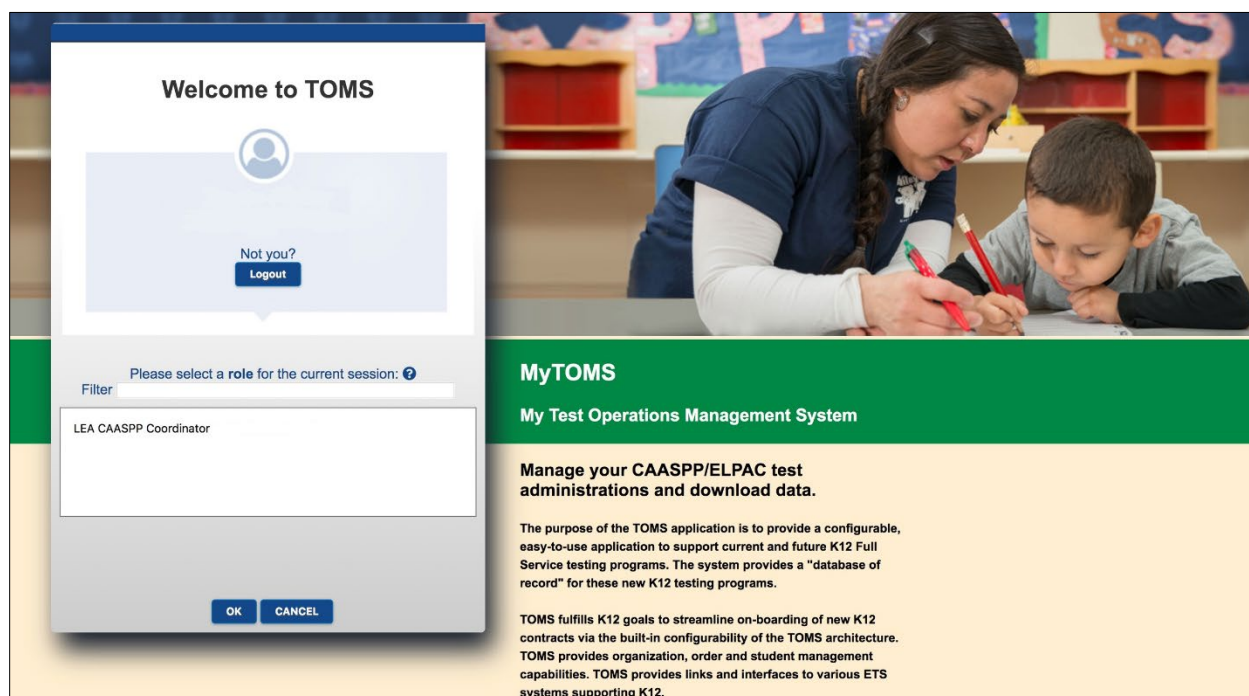 Welcome to TOMS
Not you?
Logout
Please select a role for the current session: ?
Filter
LEA CAASPP Coordinator
OK
CANCEL
MyTOMS
My Test Operations Management System
Manage your CAASPP/ELPAC test
administrations and download data.
The purpose of the TOMS application is to provide a configurable,
easy-to-use application to support current and future K12 Full
Service testing programs. The system provides a "database of
record" for these new K12 testing programs.
TOMS fulfills K12 goals to streamline on-boarding of new K12
contracts via the built-in configurability of the TOMS architecture.
TOMS provides organization, order and student management
capabilities. TOMS provides links and interfaces to various ETS
systems supporting K12.